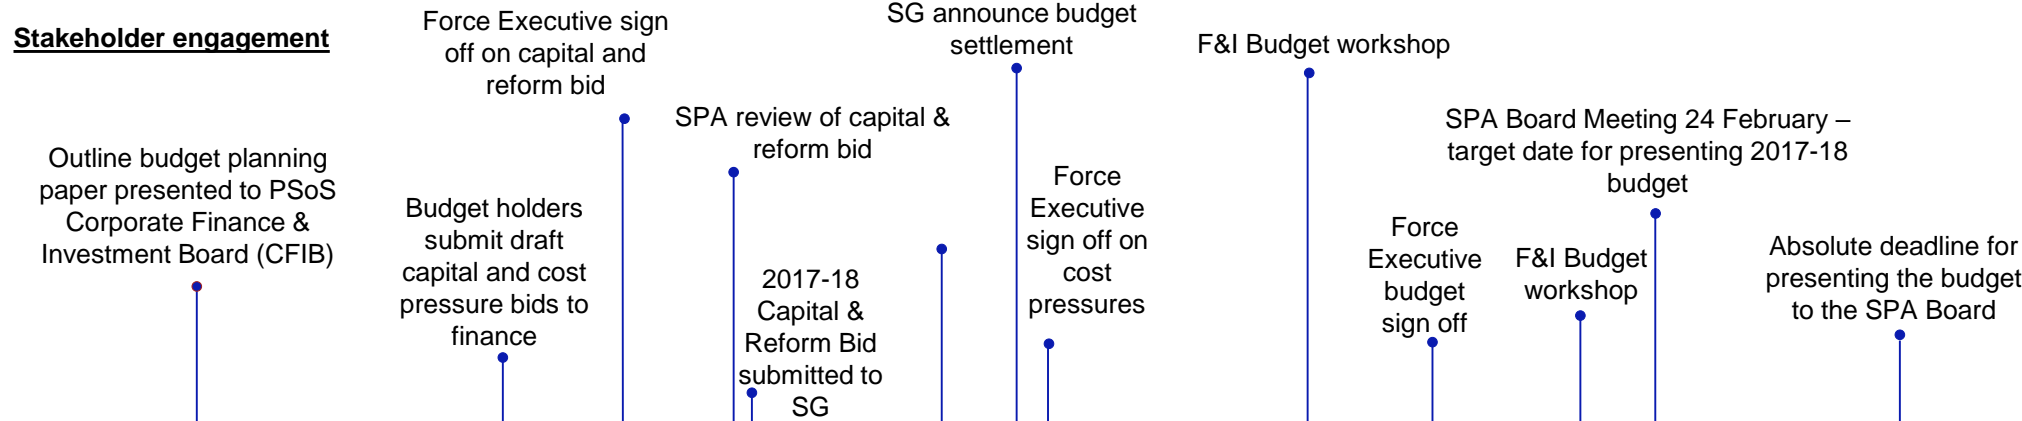 Stakeholder engagement
Outline budget planning
paper presented to PSoS
Corporate Finance &
Investment Board (CFIB)
Budget holders
submit draft
capital and cost
pressure bids to
finance
Force Executive sign
off on capital and
reform bid
SPA review of capital &
reform bid
2017-18
Capital &
Reform Bid
submitted to
SG
SG announce budget
settlement
Force
Executive
sign off on
cost
pressures
F&I Budget workshop
Force
Executive
budget
sign off
F&I Budget
workshop
SPA Board Meeting 24 February –
target date for presenting 2017-18
budget
Absolute deadline for
presenting the budget
to the SPA Board